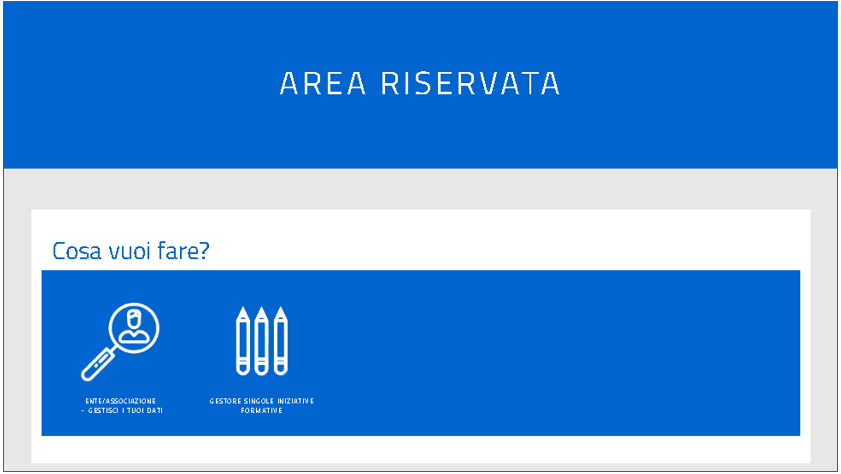 AREA RISERVATA
Cosa vuoi fare?
ENTE/ASSOCIAZIONE
- GESTISCI I TUOI DATI
GESTORE SINGOLE INIZIATIVE
FORMATIVE